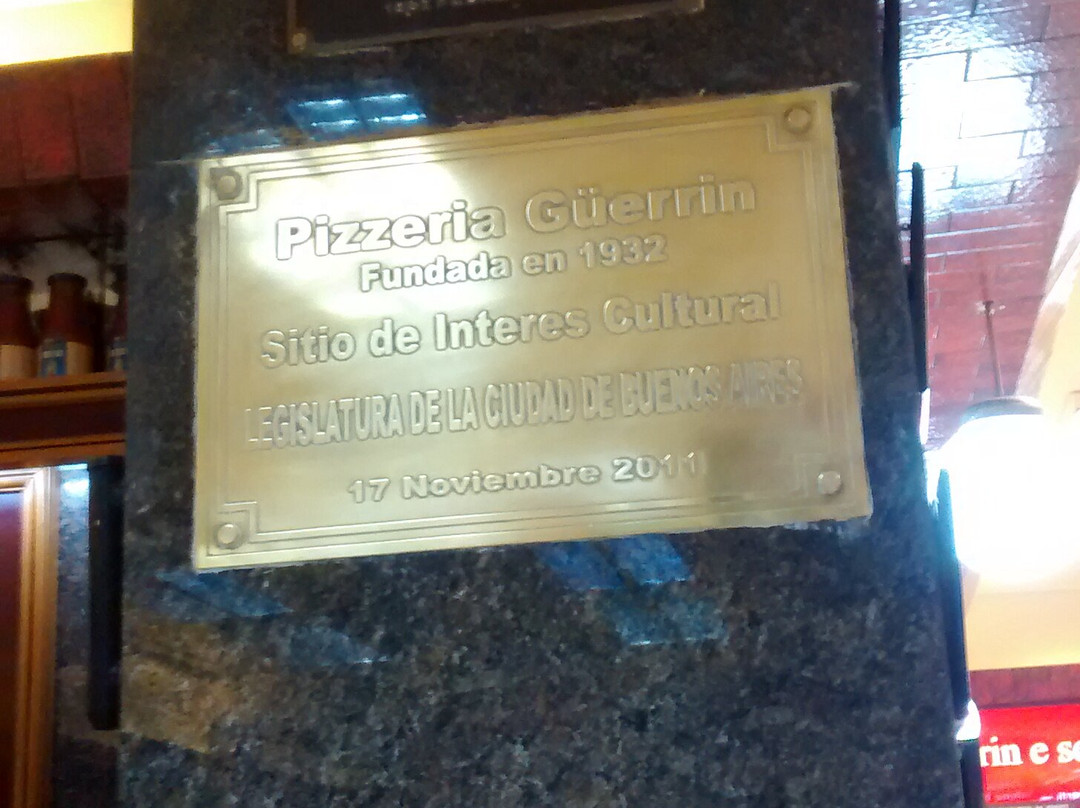 Pizzeria Güerrin
Fundada en 1932
Sitio de Interes Cultural
LEGISLATURA DE LA CIUDAD DE BUENOS AIRES
17 Noviembre 2011
rin e